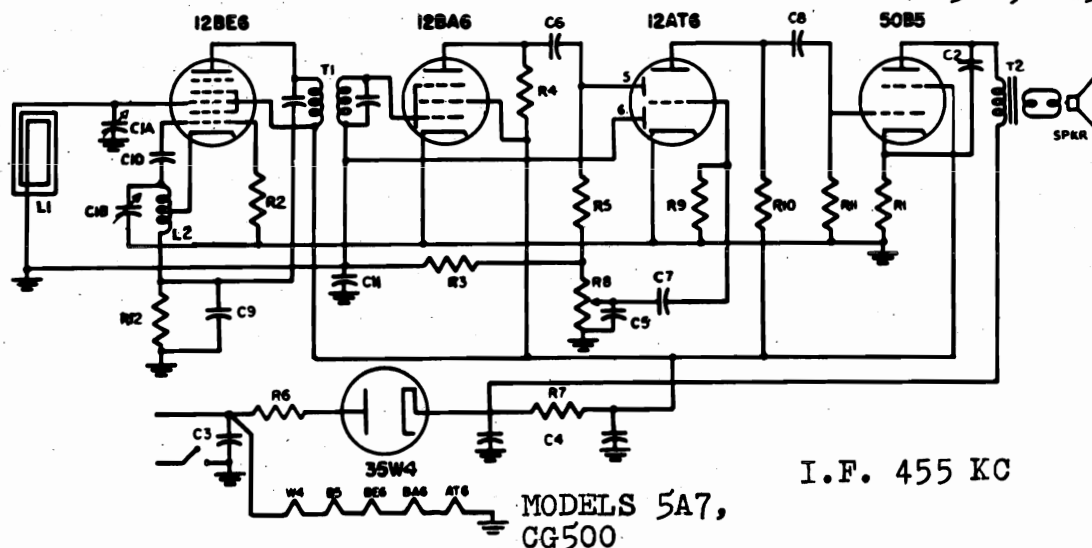 12BE6 12BA6 12AT6 50B5
C6 C8 C2 T2
T1 R4 5 6
C1A SPKR
C10
L1 C1B L2 R2 R5 R9 R10 R11 R1
C11 R3 R8 C7
R12 C9 C5
R6 R7
C3 C4
35W4
I.F. 455 KC
W4 B5 BE6 BA6 AT6
MODELS 5A7,
CG500